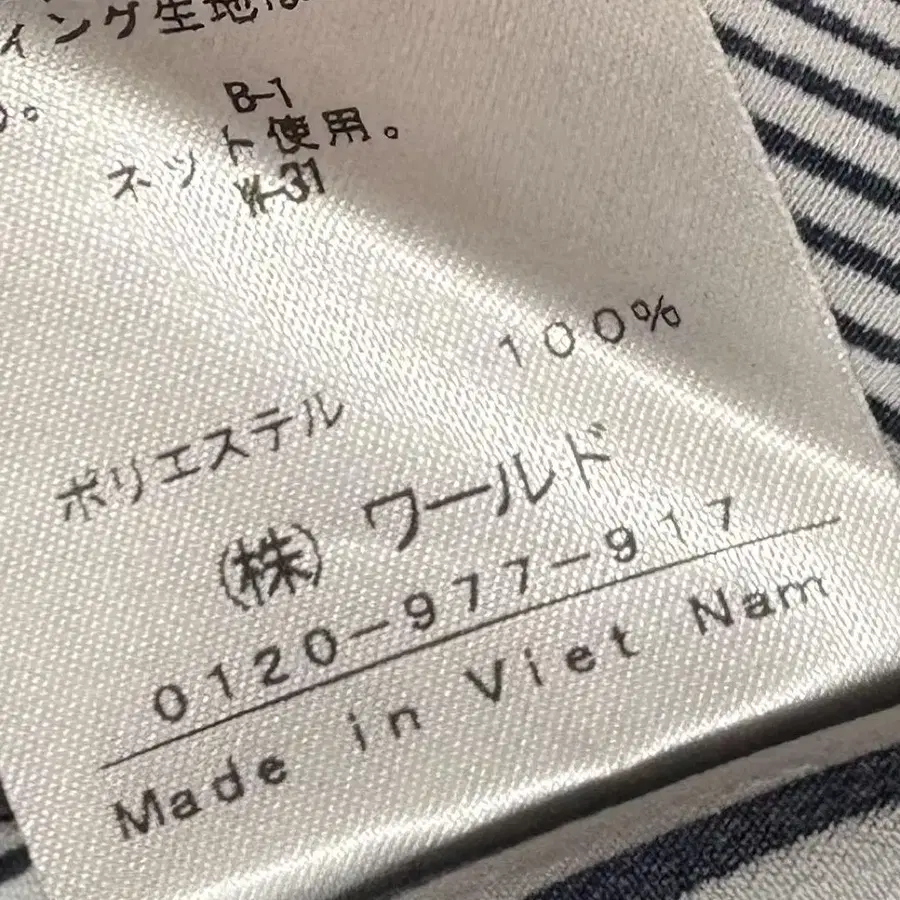 ィング生地は
。
B-1
ネット使用。
W-31
ポリエステル 100%
(株) ワールド
0120-977-917
Made in Viet Nam